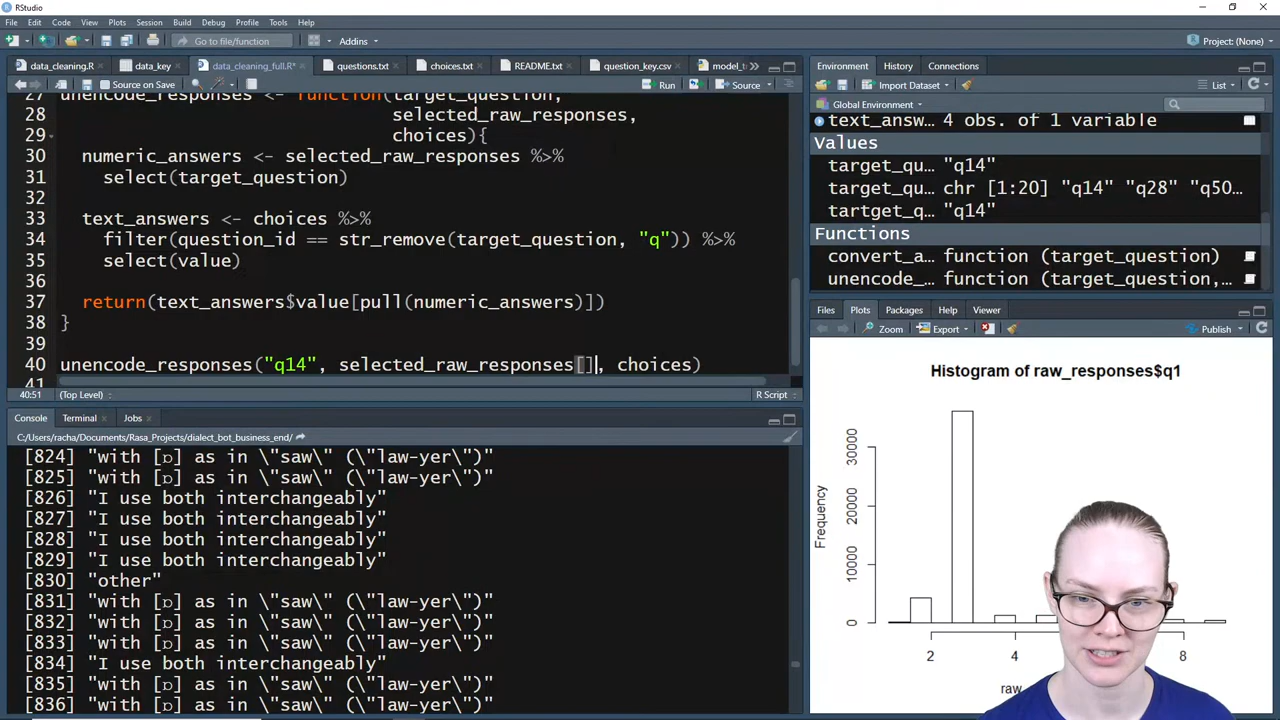 RStudio
File Edit Code View Plots Session Build Debug Profile Tools Help
Go to file/function Addins Project: (None)
data_cleaning.R data_key data_cleaning_full.R* questions.txt choices.txt README.txt question_key.csv model_t
Source on Save Run Source
27 unencode_responses <- function(target_question,
28 selected_raw_responses,
29 choices){
30 numeric_answers <- selected_raw_responses %>%
31 select(target_question)
32
33 text_answers <- choices %>%
34 filter(question_id == str_remove(target_question, "q")) %>%
35 select(value)
36
37 return(text_answers$value[pull(numeric_answers)])
38 }
39
40 unencode_responses("q14", selected_raw_responses[], choices)
41
40:51 (Top Level) R Script
Console Terminal Jobs
C:/Users/racha/Documents/Rasa_Projects/dialect_bot_business_end/
[824] "with [ɒ] as in \"saw\" (\"law-yer\")"
[825] "with [ɒ] as in \"saw\" (\"law-yer\")"
[826] "I use both interchangeably"
[827] "I use both interchangeably"
[828] "I use both interchangeably"
[829] "I use both interchangeably"
[830] "other"
[831] "with [ɒ] as in \"saw\" (\"law-yer\")"
[832] "with [ɒ] as in \"saw\" (\"law-yer\")"
[833] "with [ɒ] as in \"saw\" (\"law-yer\")"
[834] "I use both interchangeably"
[835] "with [ɒ] as in \"saw\" (\"law-yer\")"
[836] "with [ɒ] as in \"saw\" (\"law-yer\")"
Environment History Connections
Import Dataset List
Global Environment
text_answ… 4 obs. of 1 variable
Values
target_qu… "q14"
target_qu… chr [1:20] "q14" "q28" "q50…
tartget_q… "q14"
Functions
convert_a… function (target_question)
unencode_… function (target_question,…
Files Plots Packages Help Viewer
Zoom Export Publish
Histogram of raw_responses$q1
Frequency
30000
20000
10000
0
2 4 8
raw